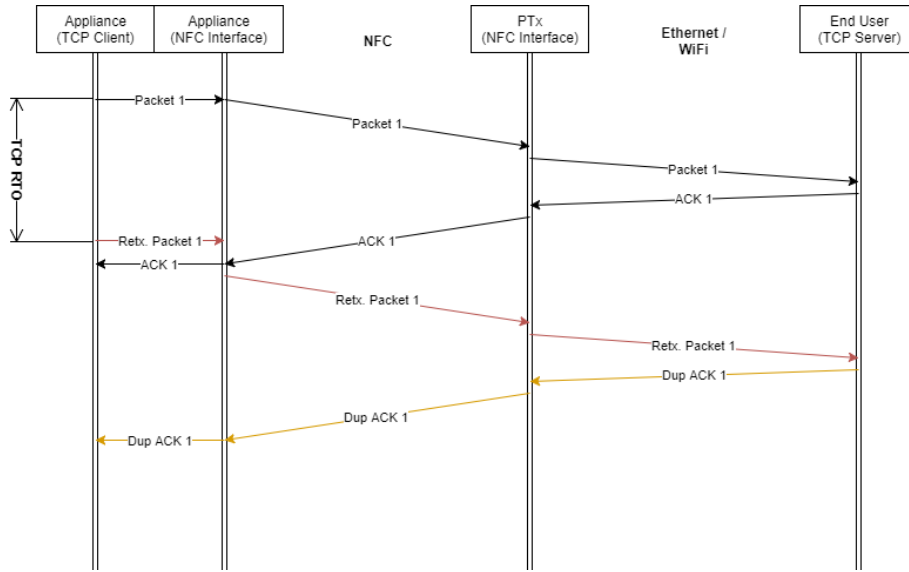 Appliance
(TCP Client)
Appliance
(NFC Interface)
NFC
PTx
(NFC Interface)
Ethernet /
WiFi
End User
(TCP Server)
TCP RTO
Packet 1
Packet 1
Packet 1
ACK 1
ACK 1
Retx. Packet 1
ACK 1
Retx. Packet 1
Retx. Packet 1
Dup ACK 1
Dup ACK 1
Dup ACK 1